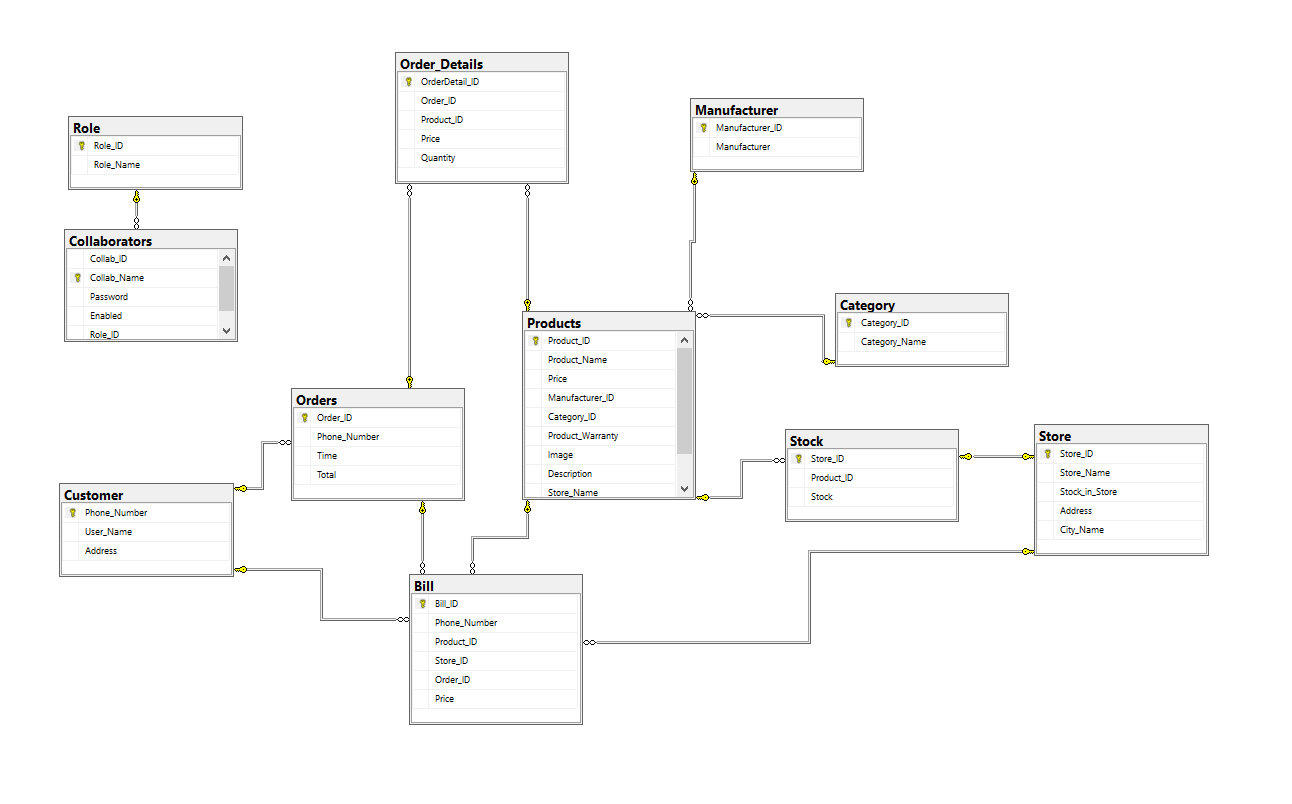 Order_Details
OrderDetail_ID
Order_ID
Product_ID
Price
Quantity
Manufacturer
Manufacturer_ID
Manufacturer
Role
Role_ID
Role_Name
Collaborators
Collab_ID
Collab_Name
Password
Enabled
Role_ID
Category
Category_ID
Category_Name
Products
Product_ID
Product_Name
Price
Manufacturer_ID
Category_ID
Product_Warranty
Image
Description
Store_Name
Orders
Order_ID
Phone_Number
Time
Total
Stock
Store_ID
Product_ID
Stock
Store
Store_ID
Store_Name
Stock_in_Store
Address
City_Name
Customer
Phone_Number
User_Name
Address
Bill
Bill_ID
Phone_Number
Product_ID
Store_ID
Order_ID
Price